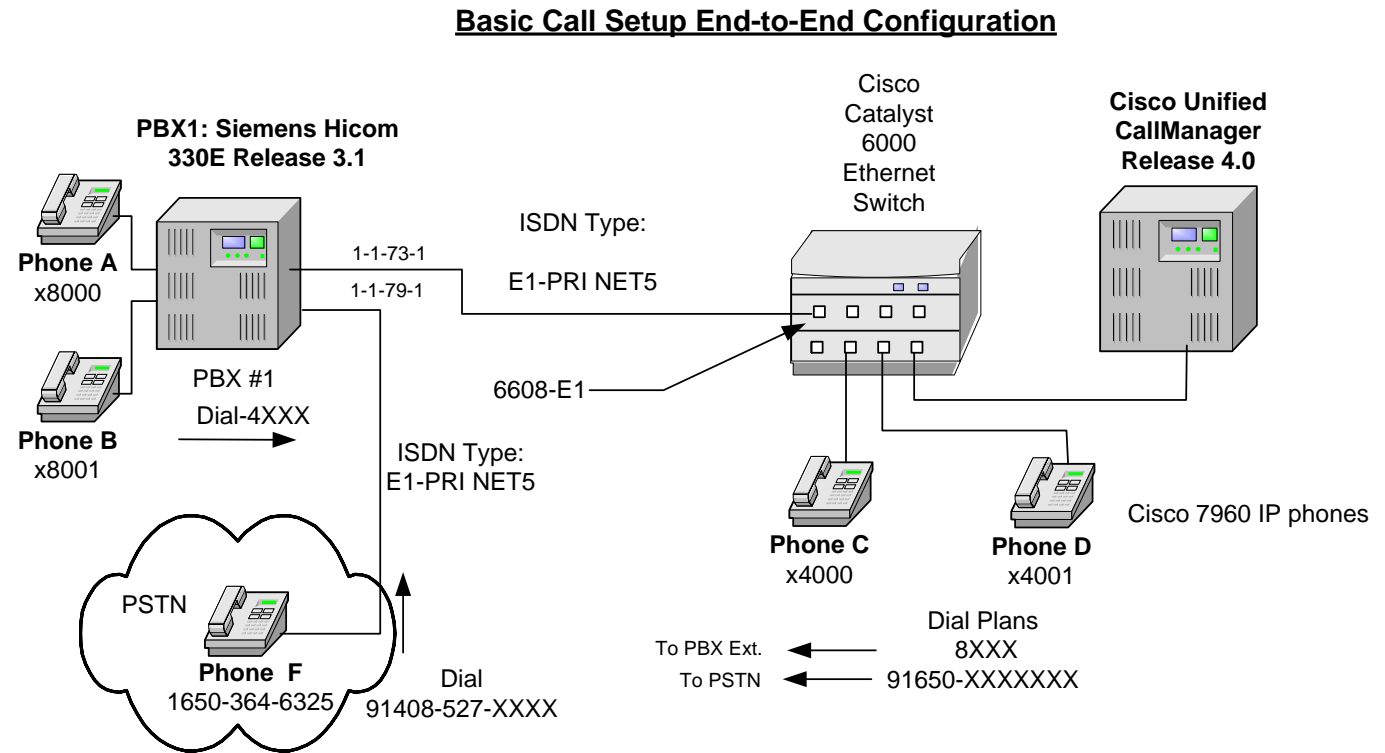 Basic Call Setup End-to-End Configuration
Cisco
Catalyst
6000
Ethernet
Switch
Cisco Unified
CallManager
Release 4.0
PBX1: Siemens Hicom
330E Release 3.1
ISDN Type:
E1-PRI NET5
1-1-73-1
1-1-79-1
Phone A
x8000
6608-E1
PBX #1
Dial-4XXX
Phone B
x8001
ISDN Type:
E1-PRI NET5
Cisco 7960 IP phones
Phone C
x4000
Phone D
x4001
PSTN
Phone F
1650-364-6325
Dial
91408-527-XXXX
Dial Plans
To PBX Ext.
8XXX
To PSTN
91650-XXXXXXX